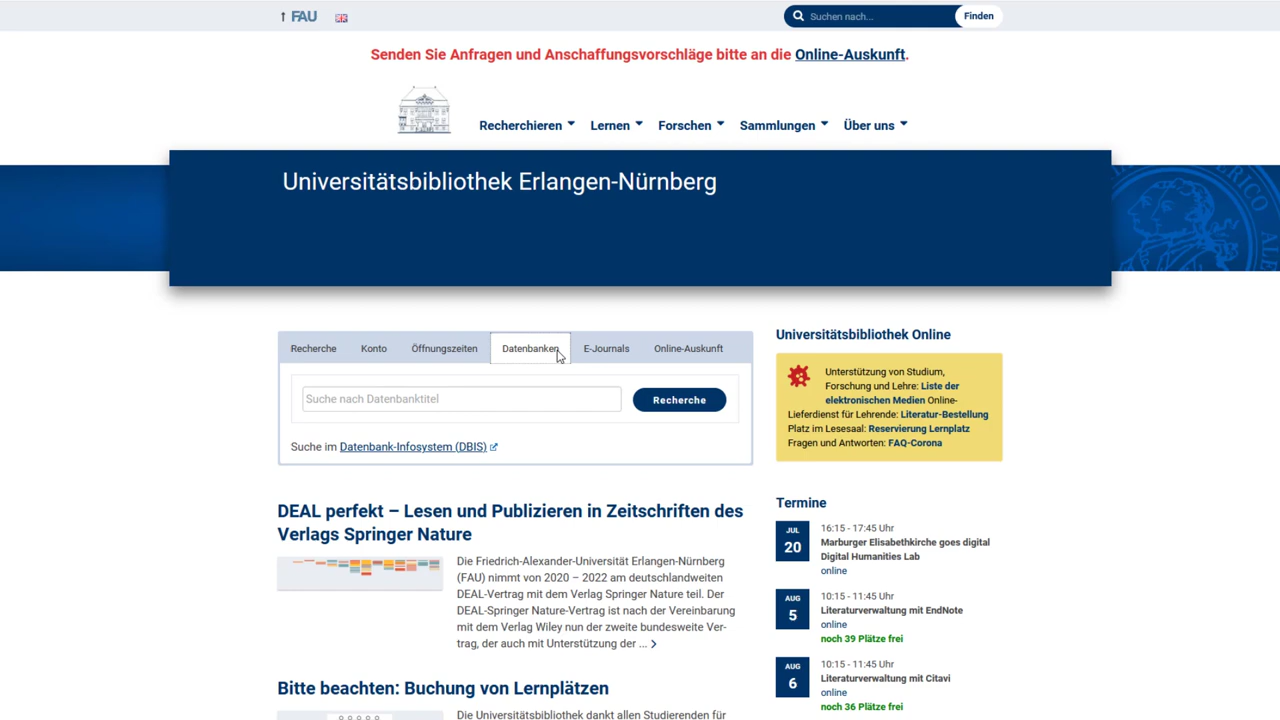 ↑ FAU
Suchen nach...
Finden
Senden Sie Anfragen und Anschaffungsvorschläge bitte an die Online-Auskunft.
Recherchieren
Lernen
Forschen
Sammlungen
Über uns
Universitätsbibliothek Erlangen-Nürnberg
Recherche
Konto
Öffnungszeiten
Datenbanken
E-Journals
Online-Auskunft
Suche nach Datenbanktitel
Recherche
Suche im Datenbank-Infosystem (DBIS)
DEAL perfekt – Lesen und Publizieren in Zeitschriften des
Verlags Springer Nature
Die Friedrich-Alexander-Universität Erlangen-Nürnberg
(FAU) nimmt von 2020 – 2022 am deutschlandweiten
DEAL-Vertrag mit dem Verlag Springer Nature teil. Der
DEAL-Springer Nature-Vertrag ist nach der Vereinbarung
mit dem Verlag Wiley nun der zweite bundesweite Ver-
trag, der auch mit Unterstützung der ...
Bitte beachten: Buchung von Lernplätzen
Die Universitätsbibliothek dankt allen Studierenden für
Universitätsbibliothek Online
Unterstützung von Studium,
Forschung und Lehre: Liste der
elektronischen Medien Online-
Lieferdienst für Lehrende: Literatur-Bestellung
Platz im Lesesaal: Reservierung Lernplatz
Fragen und Antworten: FAQ-Corona
Termine
JUL
20
16:15 - 17:45 Uhr
Marburger Elisabethkirche goes digital
Digital Humanities Lab
online
AUG
5
10:15 - 11:45 Uhr
Literaturverwaltung mit EndNote
online
noch 39 Plätze frei
AUG
6
10:15 - 11:45 Uhr
Literaturverwaltung mit Citavi
online
noch 36 Plätze frei